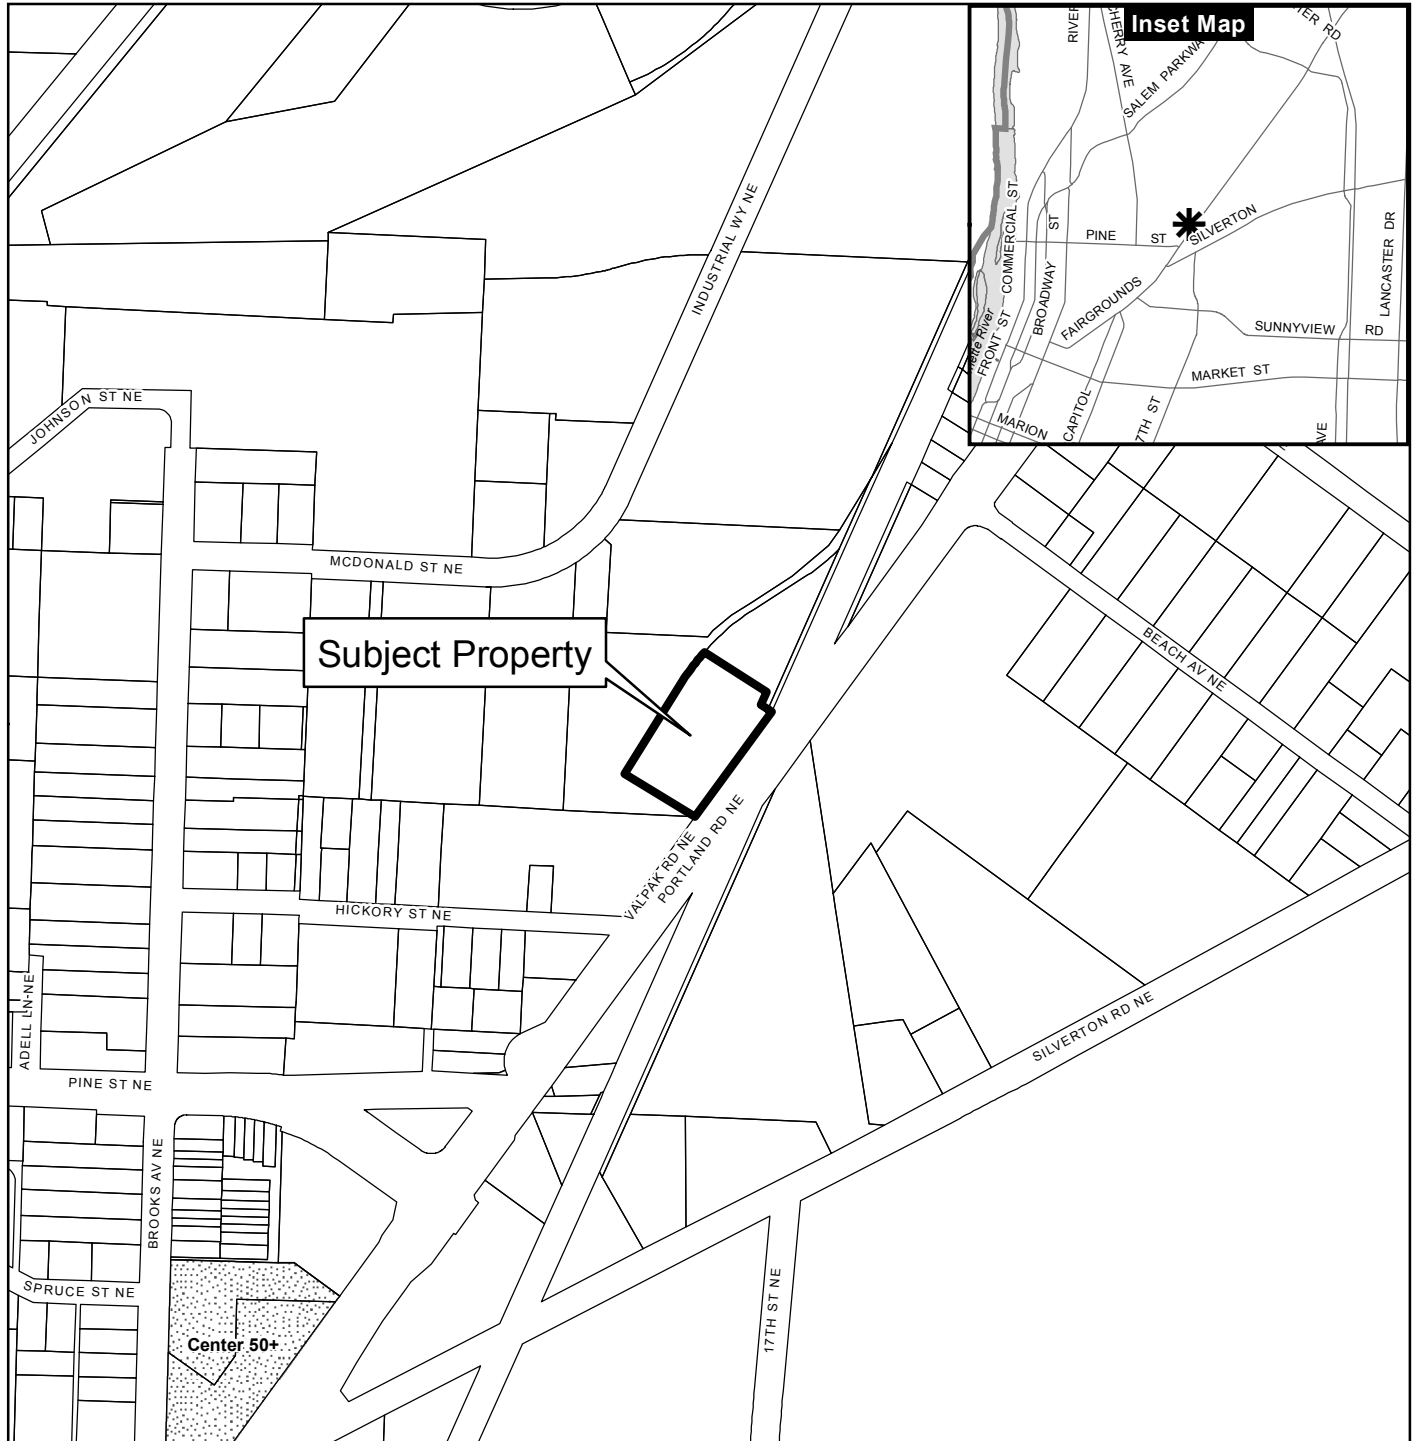 Inset Map
RIVER
CHERRY AVE
SALEM PARKWA
TER RD
COMMERCIAL ST
ST
BROADWAY
PINE ST
SILVERTON
LANCASTER DR
FAIRGROUNDS
FRONT ST
SUNNYVIEW RD
MARKET ST
MARION
CAPITOL
7TH ST
AVE
INDUSTRIAL WY NE
JOHNSON ST NE
MCDONALD ST NE
Subject Property
BEACH AV NE
VALPAK RD NE
PORTLAND RD NE
HICKORY ST NE
ADELL LN NE
SILVERTON RD NE
PINE ST NE
BROOKS AV NE
SPRUCE ST NE
17TH ST NE
Center 50+